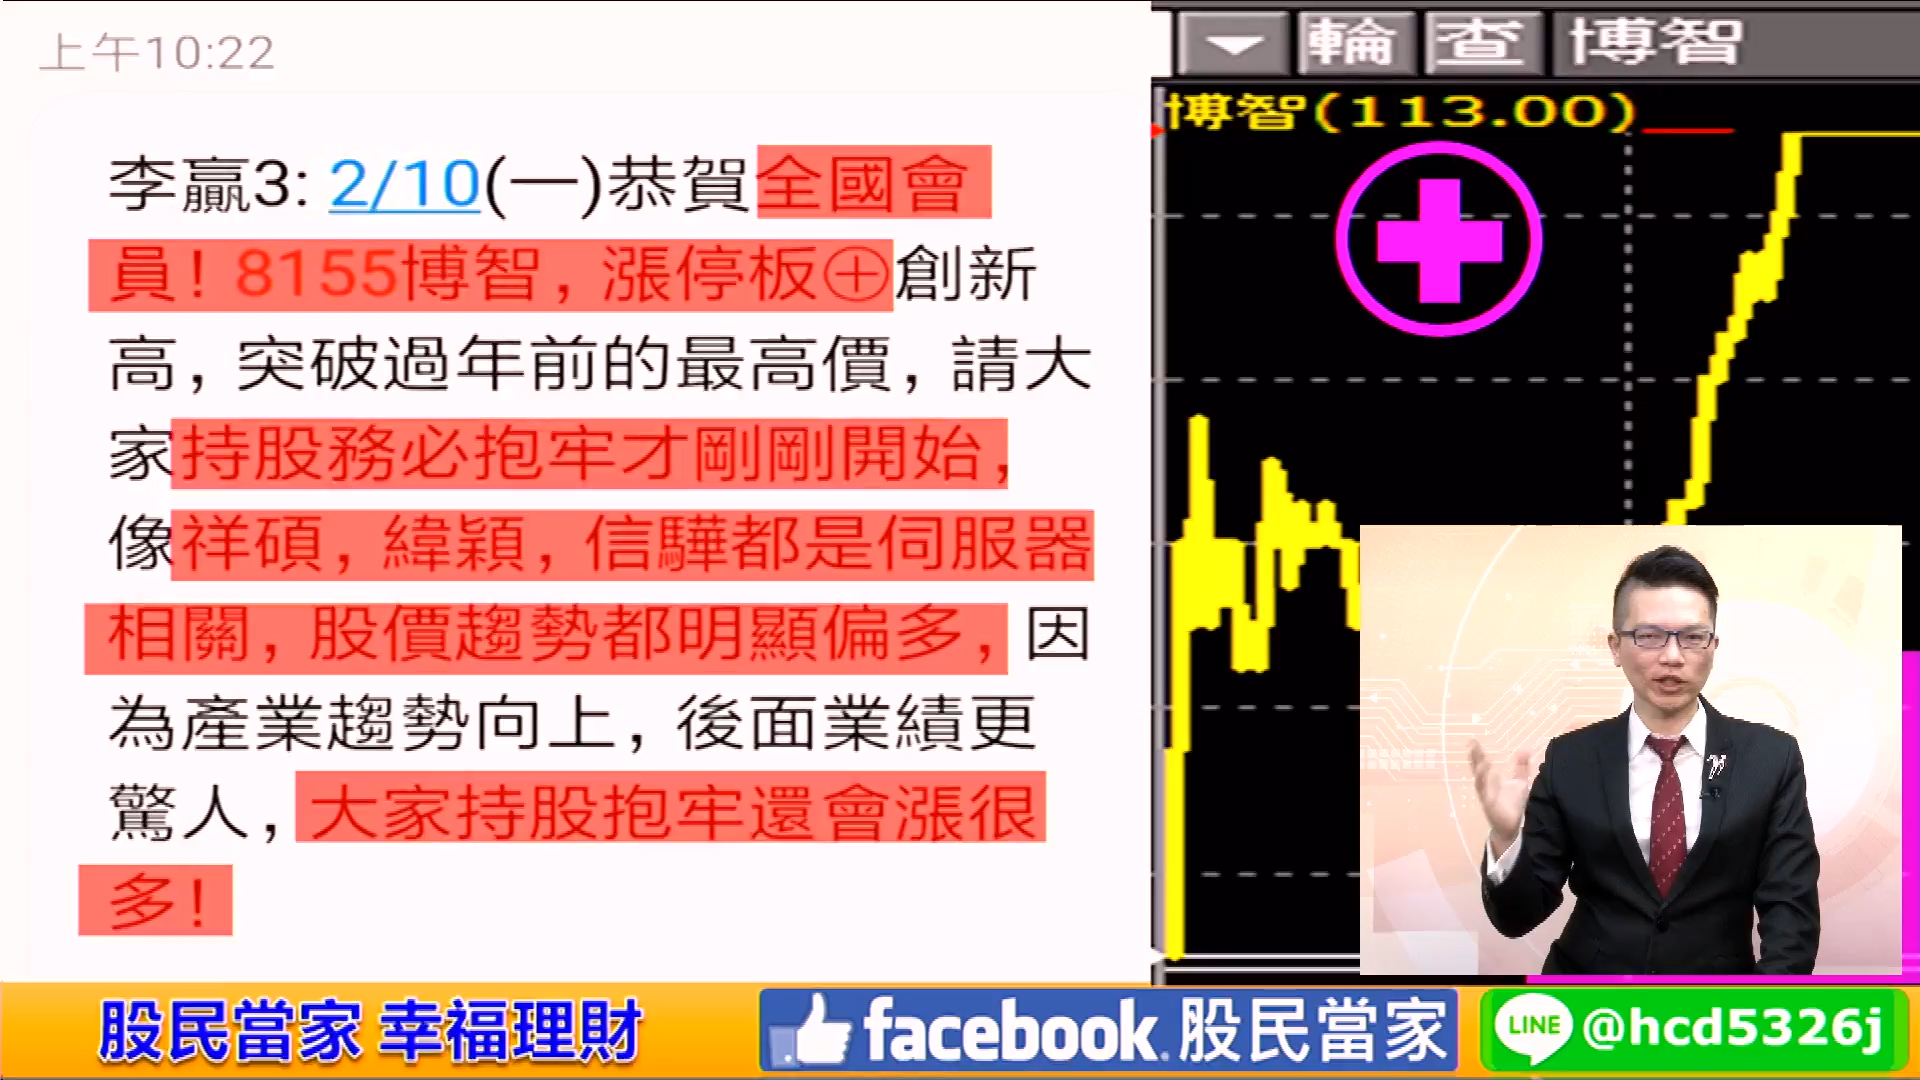 上午10:22
李贏3: 2/10(一)恭賀全國會
員! 8155博智, 漲停板⊕創新
高, 突破過年前的最高價, 請大
家持股務必抱牢才剛剛開始,
像祥碩, 緯穎, 信驊都是伺服器
相關, 股價趨勢都明顯偏多, 因
為產業趨勢向上, 後面業績更
驚人, 大家持股抱牢還會漲很
多!
輪 查 博智
博智(113.00)
股民當家 幸福理財
facebook. 股民當家
LINE @hcd5326j